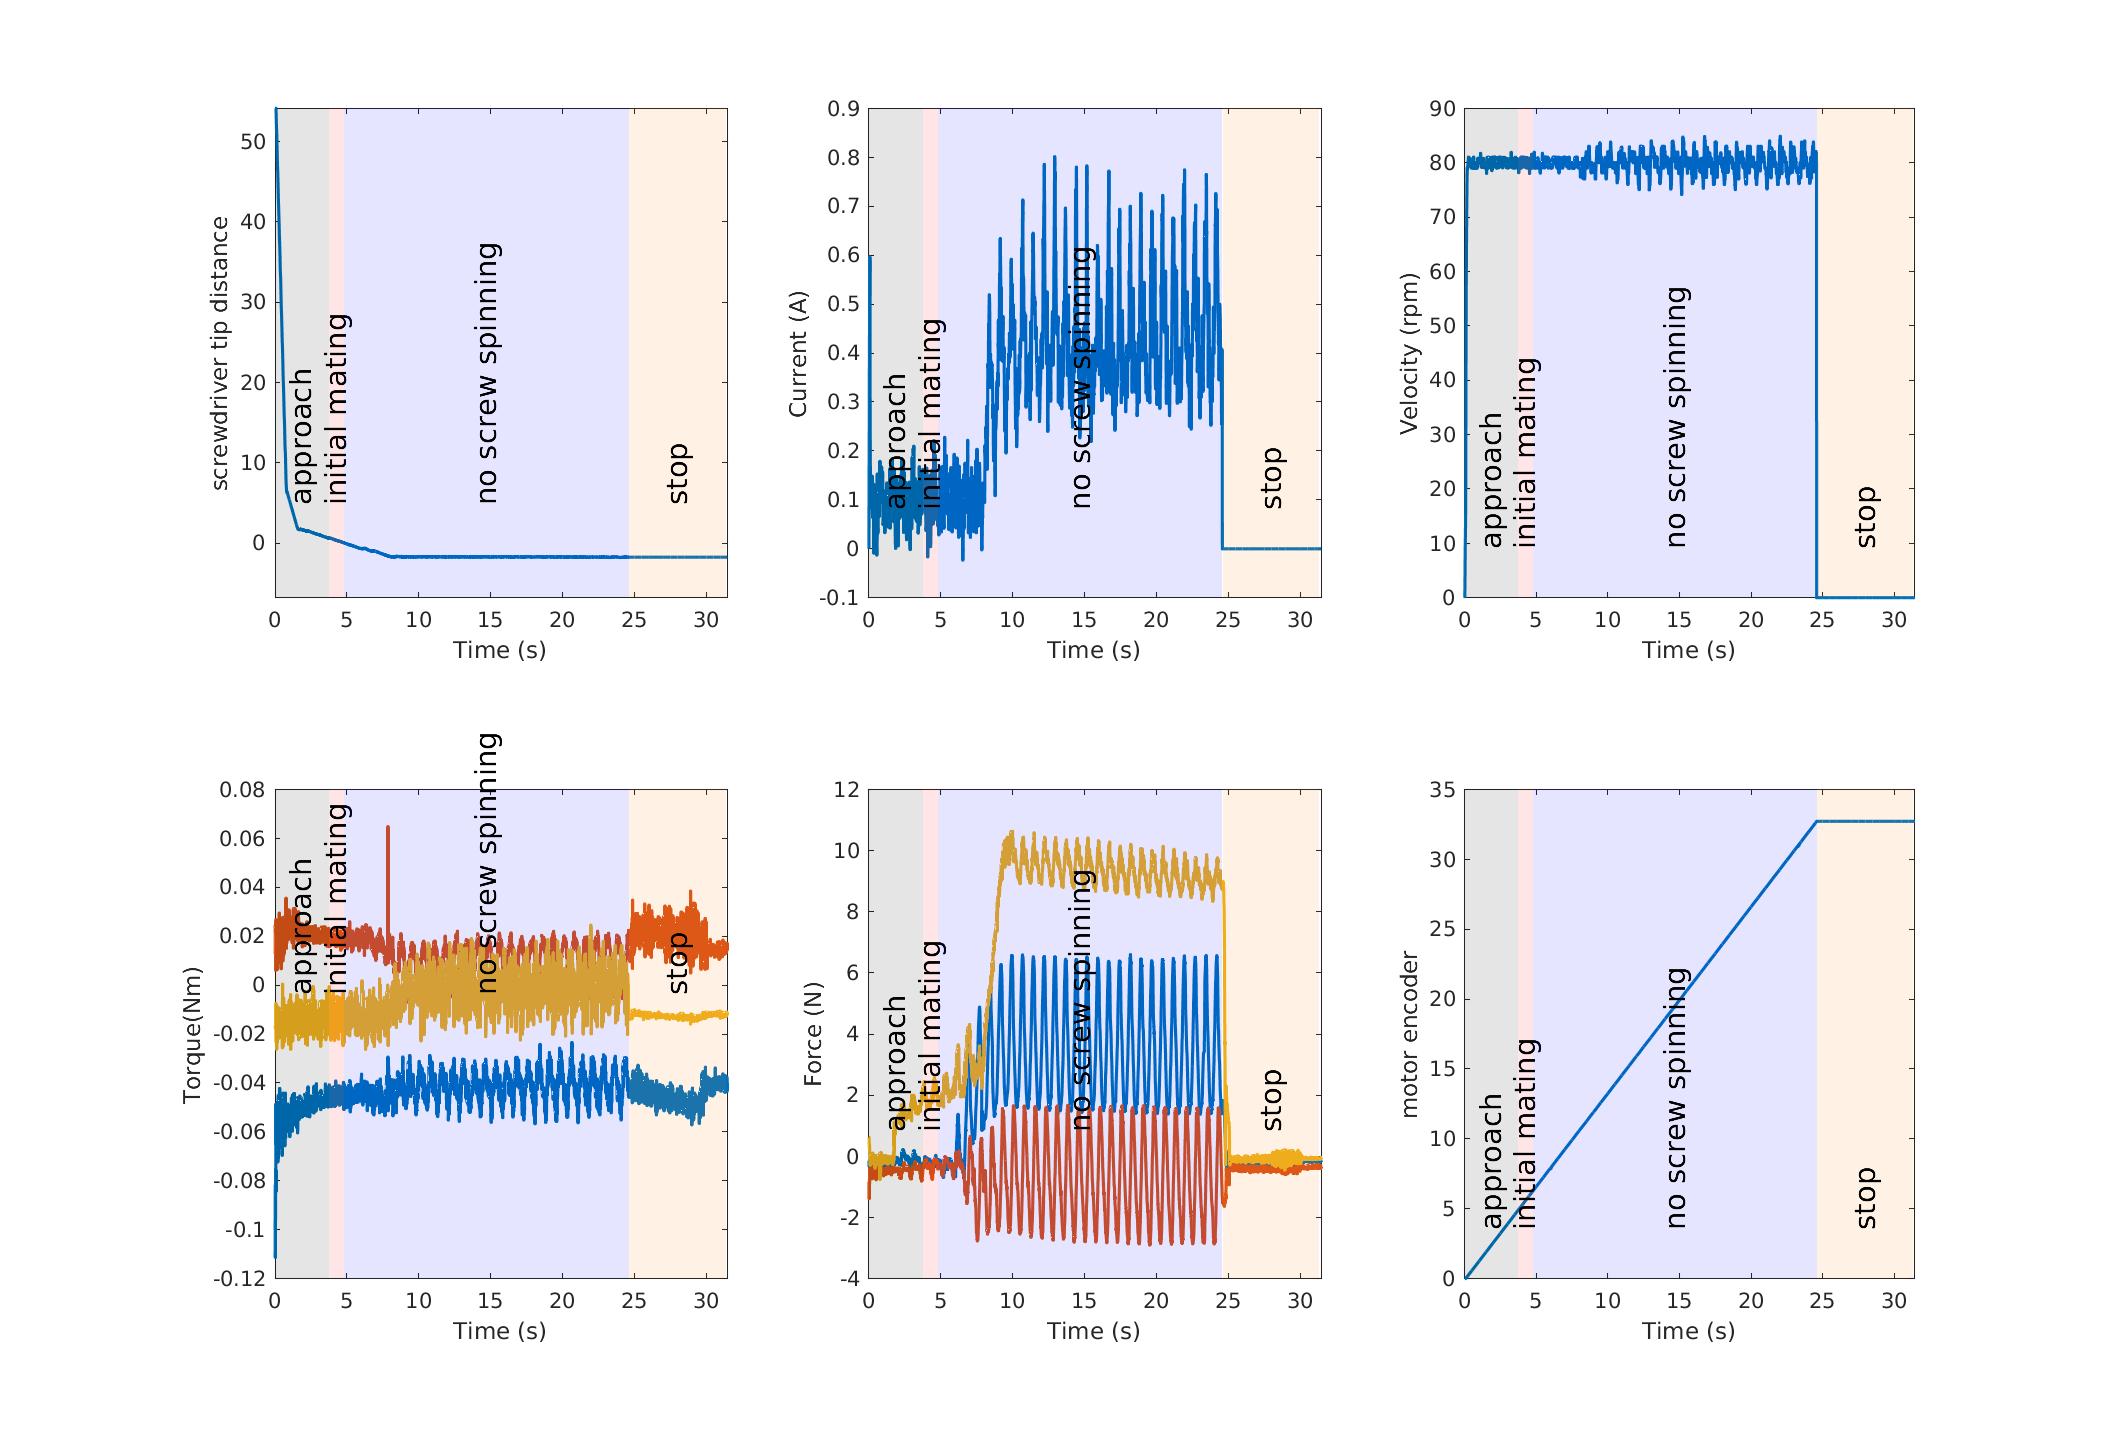 screwdriver tip distance
50
40
30
20
10
0
approach
initial mating
no screw spinning
stop
0 5 10 15 20 25 30
Time (s)
Current (A)
0.9
0.8
0.7
0.6
0.5
0.4
0.3
0.2
0.1
0
-0.1
approach
initial mating
no screw spinning
stop
0 5 10 15 20 25 30
Time (s)
Velocity (rpm)
90
80
70
60
50
40
30
20
10
0
approach
initial mating
no screw spinning
stop
0 5 10 15 20 25 30
Time (s)
Torque(Nm)
0.08
0.06
0.04
0.02
0
-0.02
-0.04
-0.06
-0.08
-0.1
-0.12
approach
initial mating
no screw spinning
stop
0 5 10 15 20 25 30
Time (s)
Force (N)
12
10
8
6
4
2
0
-2
-4
approach
initial mating
no screw spinning
stop
0 5 10 15 20 25 30
Time (s)
motor encoder
35
30
25
20
15
10
5
0
approach
initial mating
no screw spinning
stop
0 5 10 15 20 25 30
Time (s)